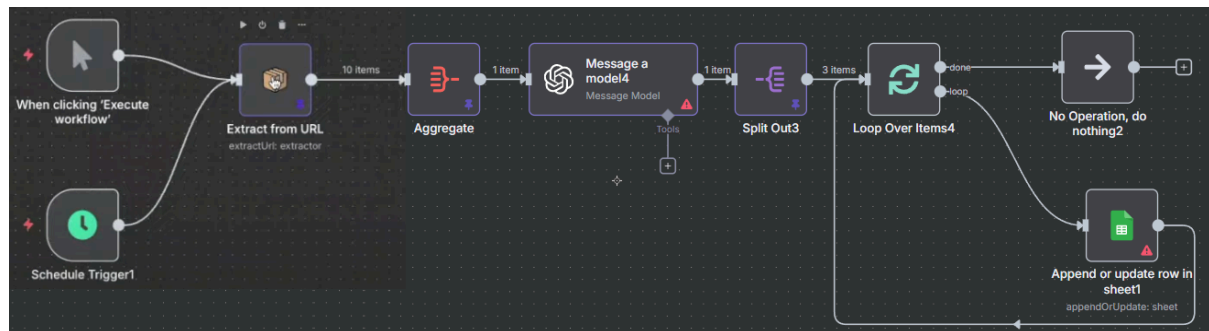 When clicking ‘Execute
workflow’
Schedule Trigger1
Extract from URL
extractUrl: extractor
10 items
Aggregate
1 item
Message a
model4
Message Model
Tools
1 item
Split Out3
3 items
Loop Over Items4
done
loop
No Operation, do
nothing2
Append or update row in
sheet1
appendOrUpdate: sheet